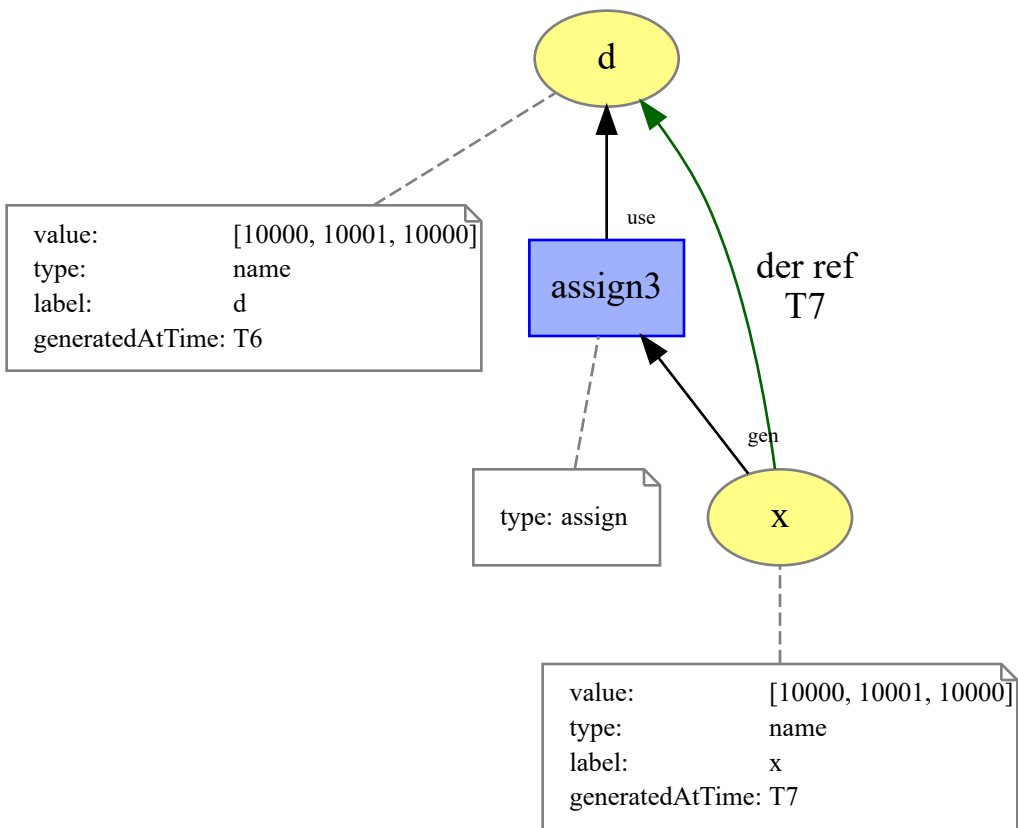 d
use
value: [10000, 10001, 10000]
type: name
label: d
generatedAtTime: T6
assign3
der ref
T7
gen
type: assign
x
value: [10000, 10001, 10000]
type: name
label: x
generatedAtTime: T7